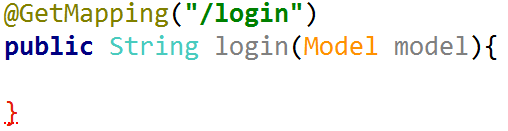 @GetMapping("/login")
public String login(Model model){
}